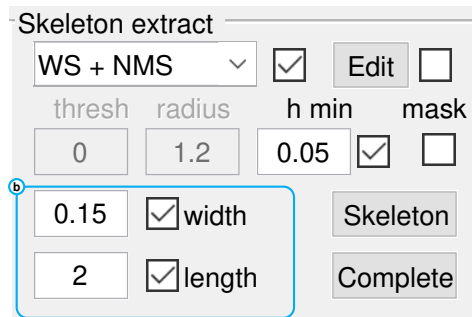 Skeleton extract
WS + NMS Edit
thresh radius h min mask
0 1.2 0.05
b
0.15 width Skeleton
2 length Complete